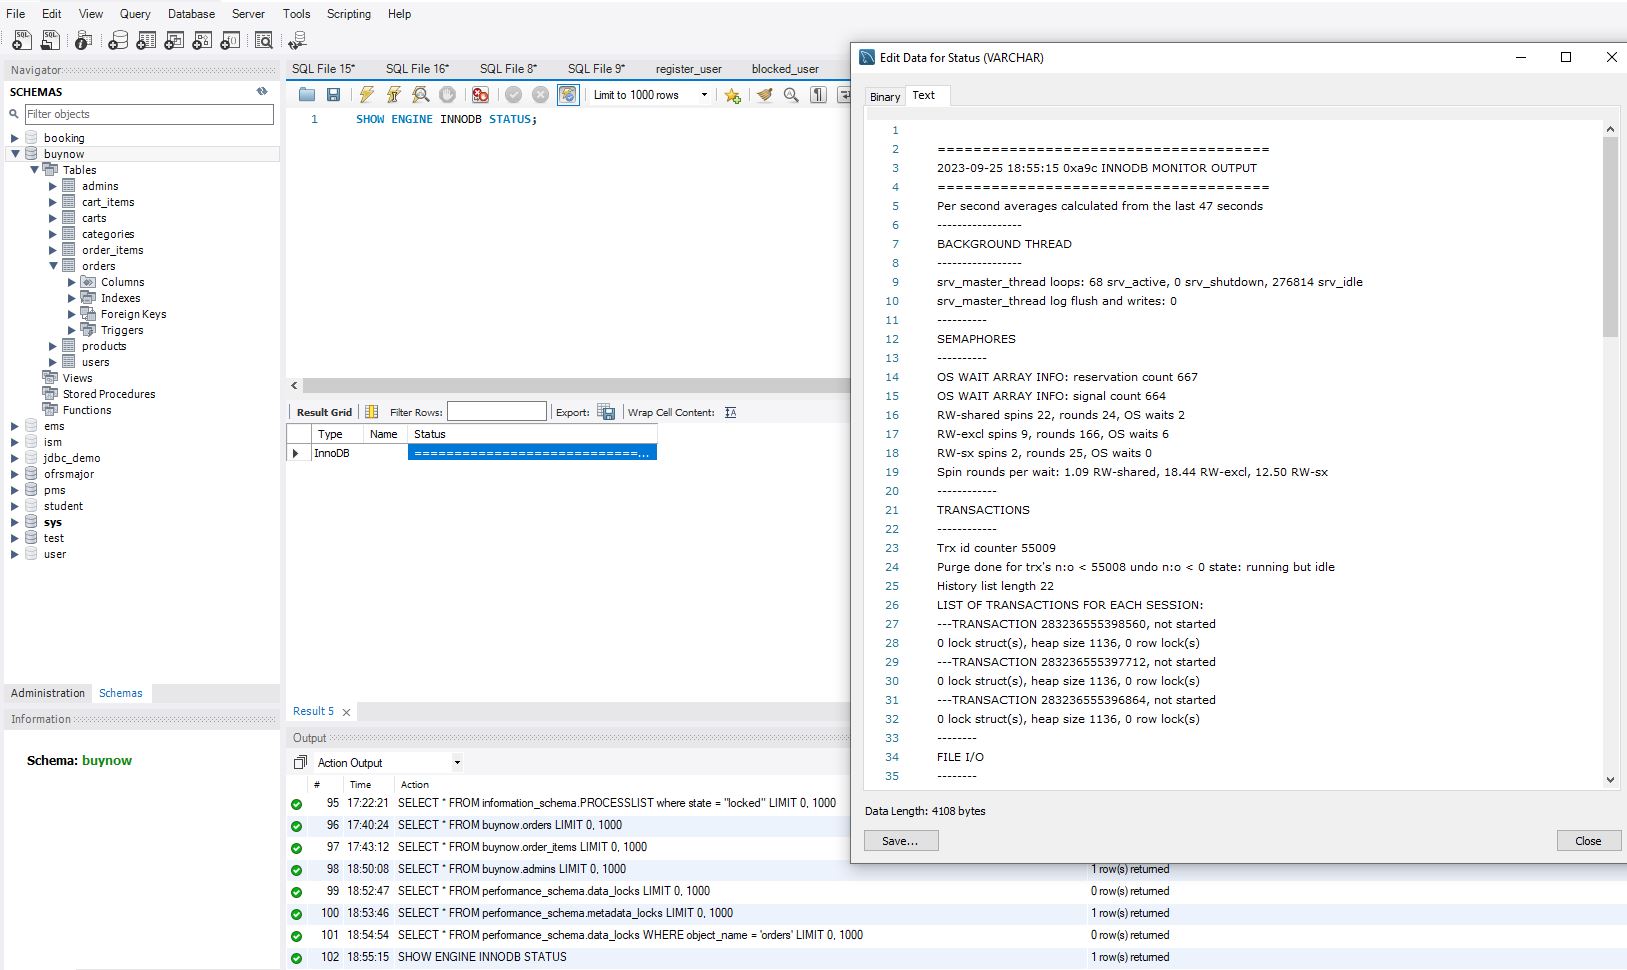 File Edit View Query Database Server Tools Scripting Help
Navigator
SCHEMAS
Filter objects
booking
buynow
Tables
admins
cart_items
carts
categories
order_items
orders
Columns
Indexes
Foreign Keys
Triggers
products
users
Views
Stored Procedures
Functions
ems
ism
jdbc_demo
ofrsmajor
pms
student
sys
test
user
Administration Schemas
Information
Schema: buynow
SQL File 15* SQL File 16* SQL File 8* SQL File 9* register_user blocked_user
Limit to 1000 rows
1 SHOW ENGINE INNODB STATUS;
Result Grid Filter Rows: Export: Wrap Cell Content:
Type Name Status
InnoDB ============================...
Result 5
Output
Action Output
# Time Action
95 17:22:21 SELECT * FROM information_schema.PROCESSLIST where state = "locked" LIMIT 0, 1000
96 17:40:24 SELECT * FROM buynow.orders LIMIT 0, 1000
97 17:43:12 SELECT * FROM buynow.order_items LIMIT 0, 1000
98 18:50:08 SELECT * FROM buynow.admins LIMIT 0, 1000 1 row(s) returned
99 18:52:47 SELECT * FROM performance_schema.data_locks LIMIT 0, 1000 0 row(s) returned
100 18:53:46 SELECT * FROM performance_schema.metadata_locks LIMIT 0, 1000 1 row(s) returned
101 18:54:54 SELECT * FROM performance_schema.data_locks WHERE object_name = 'orders' LIMIT 0, 1000 0 row(s) returned
102 18:55:15 SHOW ENGINE INNODB STATUS 1 row(s) returned
Edit Data for Status (VARCHAR)
Binary Text
1
2 =====================================
3 2023-09-25 18:55:15 0xa9c INNODB MONITOR OUTPUT
4 =====================================
5 Per second averages calculated from the last 47 seconds
6 -----------------
7 BACKGROUND THREAD
8 -----------------
9 srv_master_thread loops: 68 srv_active, 0 srv_shutdown, 276814 srv_idle
10 srv_master_thread log flush and writes: 0
11 ----------
12 SEMAPHORES
13 ----------
14 OS WAIT ARRAY INFO: reservation count 667
15 OS WAIT ARRAY INFO: signal count 664
16 RW-shared spins 22, rounds 24, OS waits 2
17 RW-excl spins 9, rounds 166, OS waits 6
18 RW-sx spins 2, rounds 25, OS waits 0
19 Spin rounds per wait: 1.09 RW-shared, 18.44 RW-excl, 12.50 RW-sx
20 ------------
21 TRANSACTIONS
22 ------------
23 Trx id counter 55009
24 Purge done for trx's n:o < 55008 undo n:o < 0 state: running but idle
25 History list length 22
26 LIST OF TRANSACTIONS FOR EACH SESSION:
27 ---TRANSACTION 283236555398560, not started
28 0 lock struct(s), heap size 1136, 0 row lock(s)
29 ---TRANSACTION 283236555397712, not started
30 0 lock struct(s), heap size 1136, 0 row lock(s)
31 ---TRANSACTION 283236555396864, not started
32 0 lock struct(s), heap size 1136, 0 row lock(s)
33 --------
34 FILE I/O
35 --------
Data Length: 4108 bytes
Save... Close